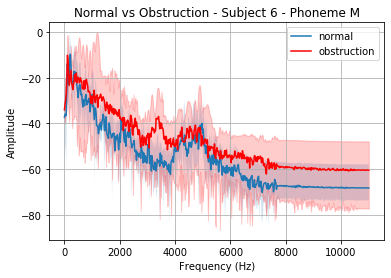 Normal vs Obstruction - Subject 6 - Phoneme M
normal
obstruction
Amplitude
0
−20
−40
−60
−80
0 2000 4000 6000 8000 10000
Frequency (Hz)